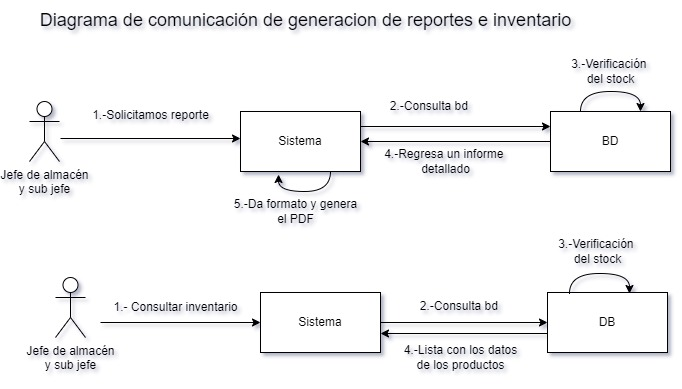 Diagrama de comunicación de generacion de reportes e inventario
3.-Verificación
del stock
1.-Solicitamos reporte
2.-Consulta bd
Sistema
BD
4.-Regresa un informe
detallado
Jefe de almacén
y sub jefe
5.-Da formato y genera
el PDF
3.-Verificación
del stock
1.- Consultar inventario
2.-Consulta bd
Sistema
DB
4.-Lista con los datos
de los productos
Jefe de almacén
y sub jefe